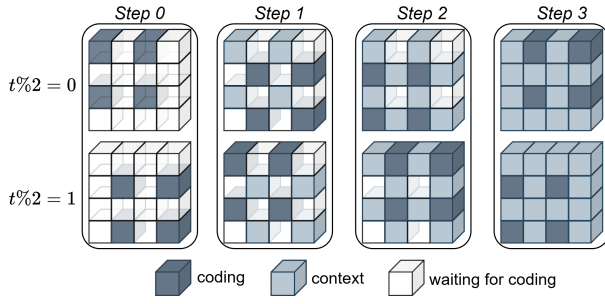 Step 0 Step 1 Step 2 Step 3
t%2 = 0
t%2 = 1
coding context waiting for coding